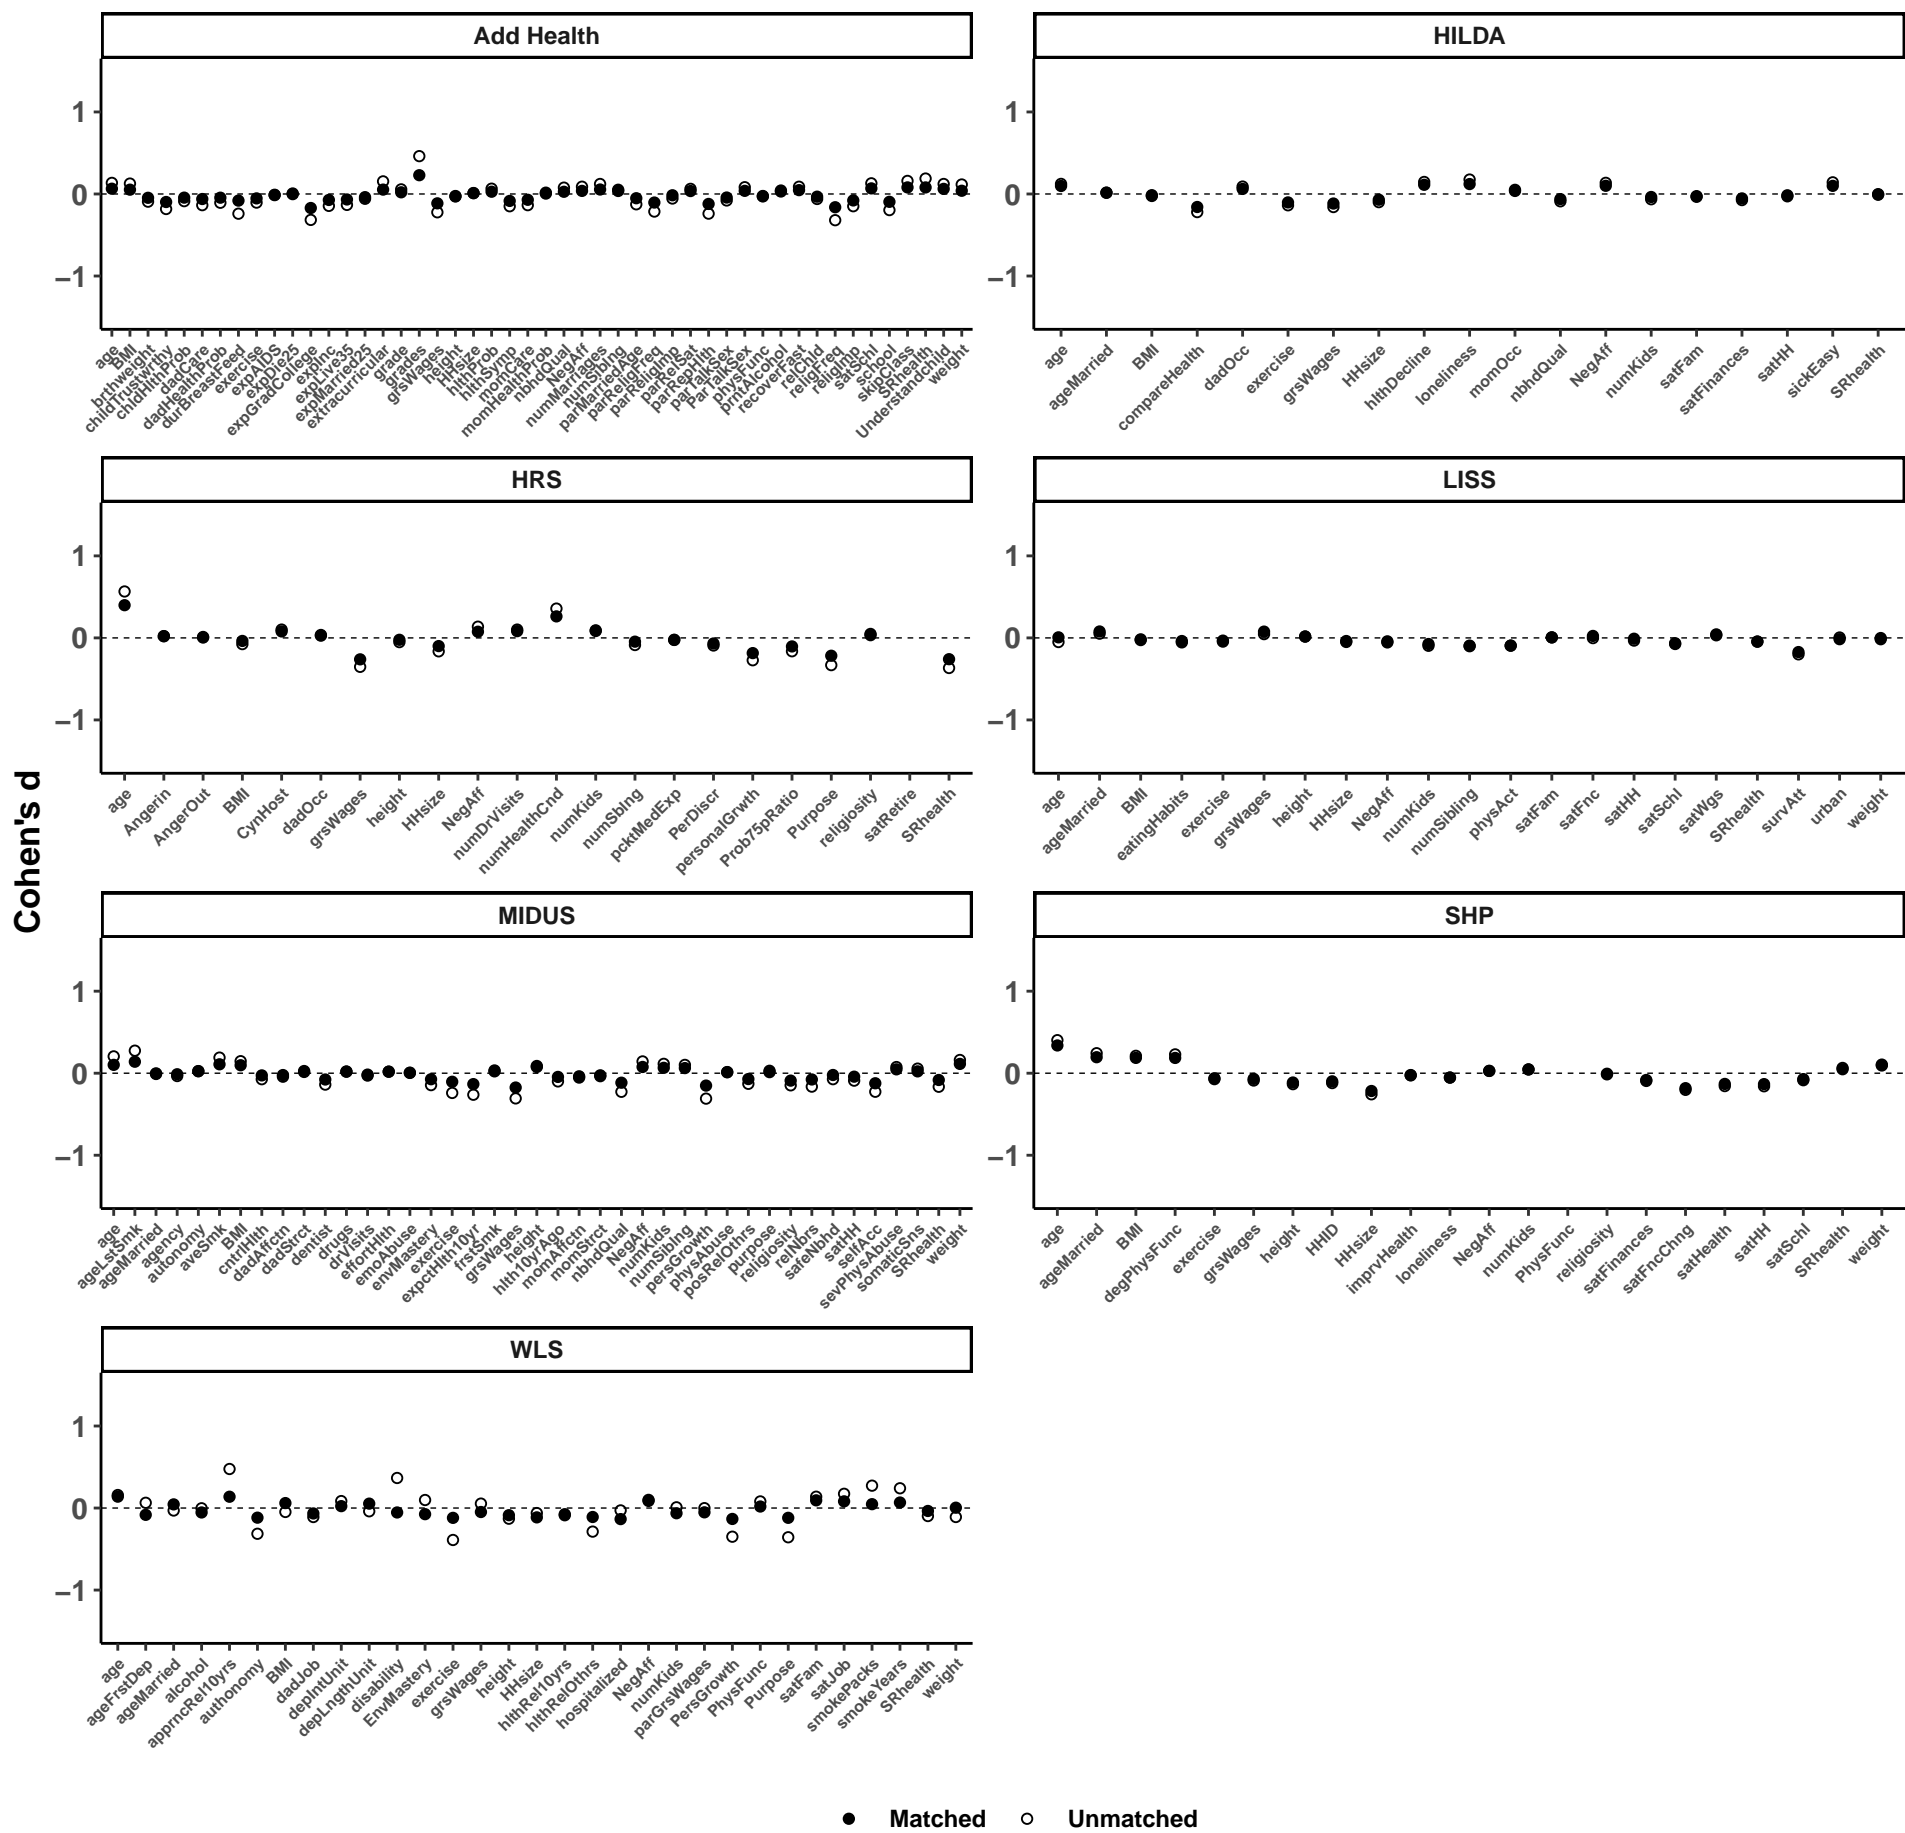 Add Health
1
0
−1
age
BMI
brthweight
childTrustwrthy
chldHlthProb
dadCare
dadHealthProb
durBreastFeed
exercise
expAIDS
expDie25
expGradCollege
expInc
expLive35
expMarried25
extracurricular
grade
grades
grsWages
height
HHsize
hlthProb
hlthSymp
momCare
momHealthProb
nbhdQual
NegAff
numMarriages
numSiblng
parMarriedAge
parReligFreq
parReligImp
parRelSat
parRepHlth
parTalkSex
ParTalkSex
physFunc
prntAlcohol
recoverFast
relChld
religFreq
religImp
satSchl
school
skipClass
SRhealth
Understandchild
weight
HILDA
1
0
−1
age
ageMarried
BMI
compareHealth
dadOcc
exercise
grsWages
HHsize
hlthDecline
loneliness
momOcc
nbhdQual
NegAff
numKids
satFam
satFinances
satHH
sickEasy
SRhealth
Cohen's d
HRS
1
0
−1
age
Angerin
AngerOut
BMI
CynHost
dadOcc
grsWages
height
HHsize
NegAff
numDrVisits
numHealthCnd
numKids
numSblng
pcktMedExp
PerDiscr
personalGrwth
Prob75pRatio
Purpose
religiosity
satRetire
SRhealth
LISS
1
0
−1
age
ageMarried
BMI
eatingHabits
exercise
grsWages
height
HHsize
NegAff
numKids
numSibling
physAct
satFam
satFnc
satHH
satSchl
satWgs
SRhealth
survAtt
urban
weight
MIDUS
1
0
−1
age
ageLstSmk
ageMarried
agency
autonomy
aveSmk
BMI
cntrlHlth
dadAffctn
dadStrct
dentist
drugs
drVisits
effortHlth
emoAbuse
envMastery
exercise
expctHlth10yr
frstSmk
grsWages
height
hlth10yrAgo
momAffctn
momStrct
nbhdQual
NegAff
numKids
numSiblng
persGrowth
physAbuse
posRelOthrs
purpose
religiosity
relNbrs
safeNbhd
satHH
selfAcc
sevPhysAbuse
somaticSns
SRhealth
weight
SHP
1
0
−1
age
ageMarried
BMI
degPhysFunc
exercise
grsWages
height
HHID
HHsize
imprvHealth
loneliness
NegAff
numKids
PhysFunc
religiosity
satFinances
satFncChng
satHealth
satHH
satSchl
SRhealth
weight
WLS
1
0
−1
age
ageFrstDep
ageMarried
alcohol
apprncRel10yrs
authonomy
BMI
dadJob
depIntUnit
depLngthUnit
disability
EnvMastery
exercise
grsWages
height
HHsize
hlthRel10yrs
hlthRelOthrs
hospitalized
NegAff
numKids
parGrsWages
PersGrowth
PhysFunc
Purpose
satFam
satJob
smokePacks
smokeYears
SRhealth
weight
Matched
Unmatched